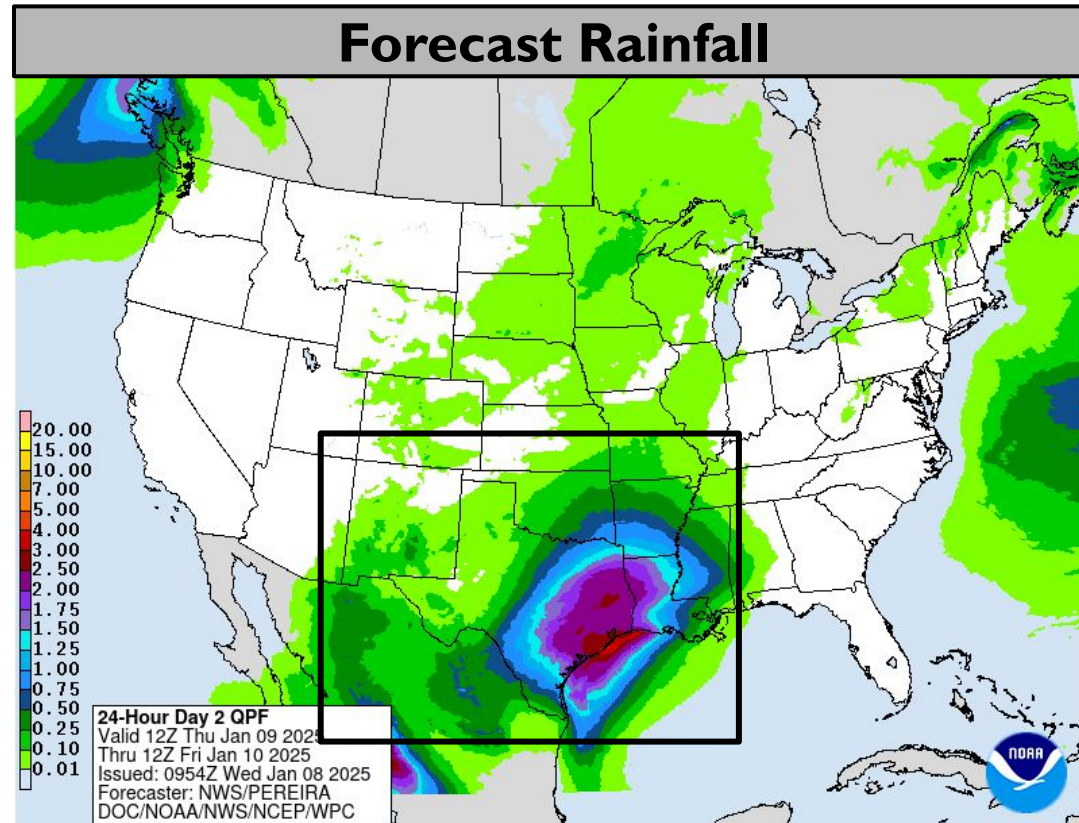 Forecast Rainfall
20.00
15.00
10.00
7.00
5.00
4.00
3.00
2.50
2.00
1.75
1.50
1.25
1.00
0.75
0.50
0.25
0.10
0.01
24-Hour Day 2 QPF
Valid 12Z Thu Jan 09 2025
Thru 12Z Fri Jan 10 2025
Issued: 0954Z Wed Jan 08 2025
Forecaster: NWS/PEREIRA
DOC/NOAA/NWS/NCEP/WPC
NOAA